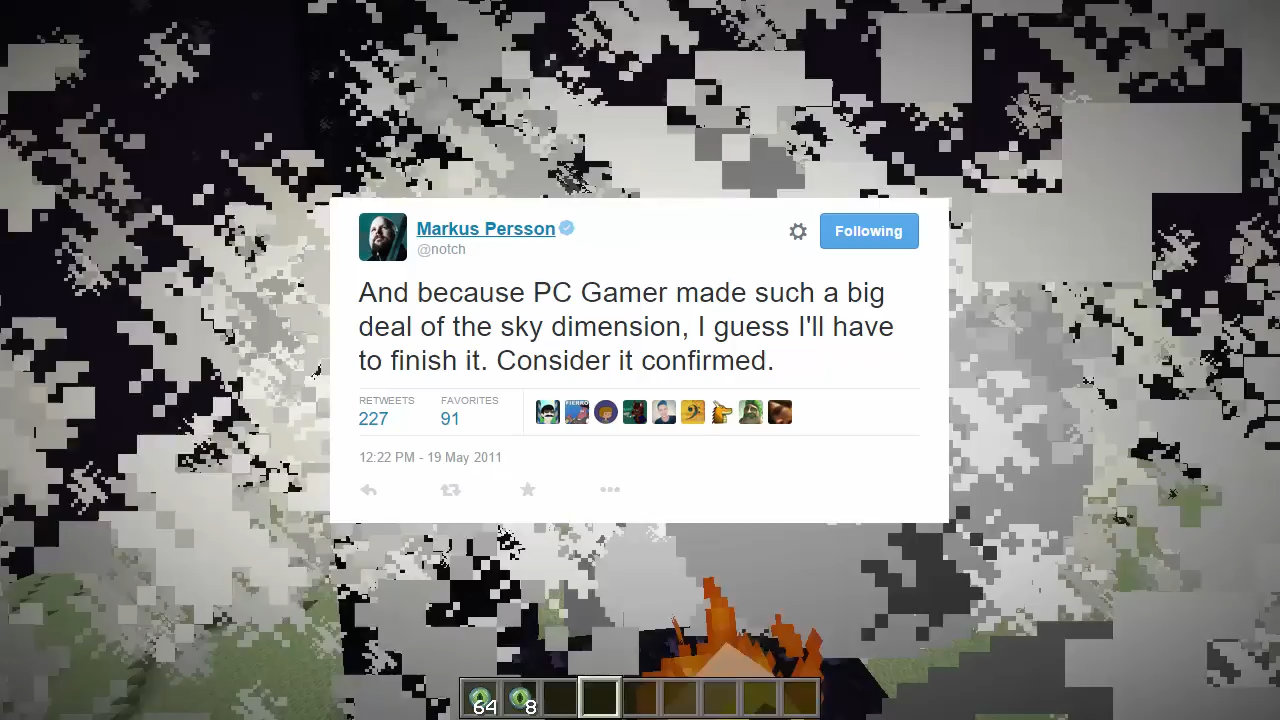 Markus Persson
@notch
Following
And because PC Gamer made such a big
deal of the sky dimension, I guess I'll have
to finish it. Consider it confirmed.
RETWEETS FAVORITES
227 91
FIERRO
12:22 PM - 19 May 2011
64 8